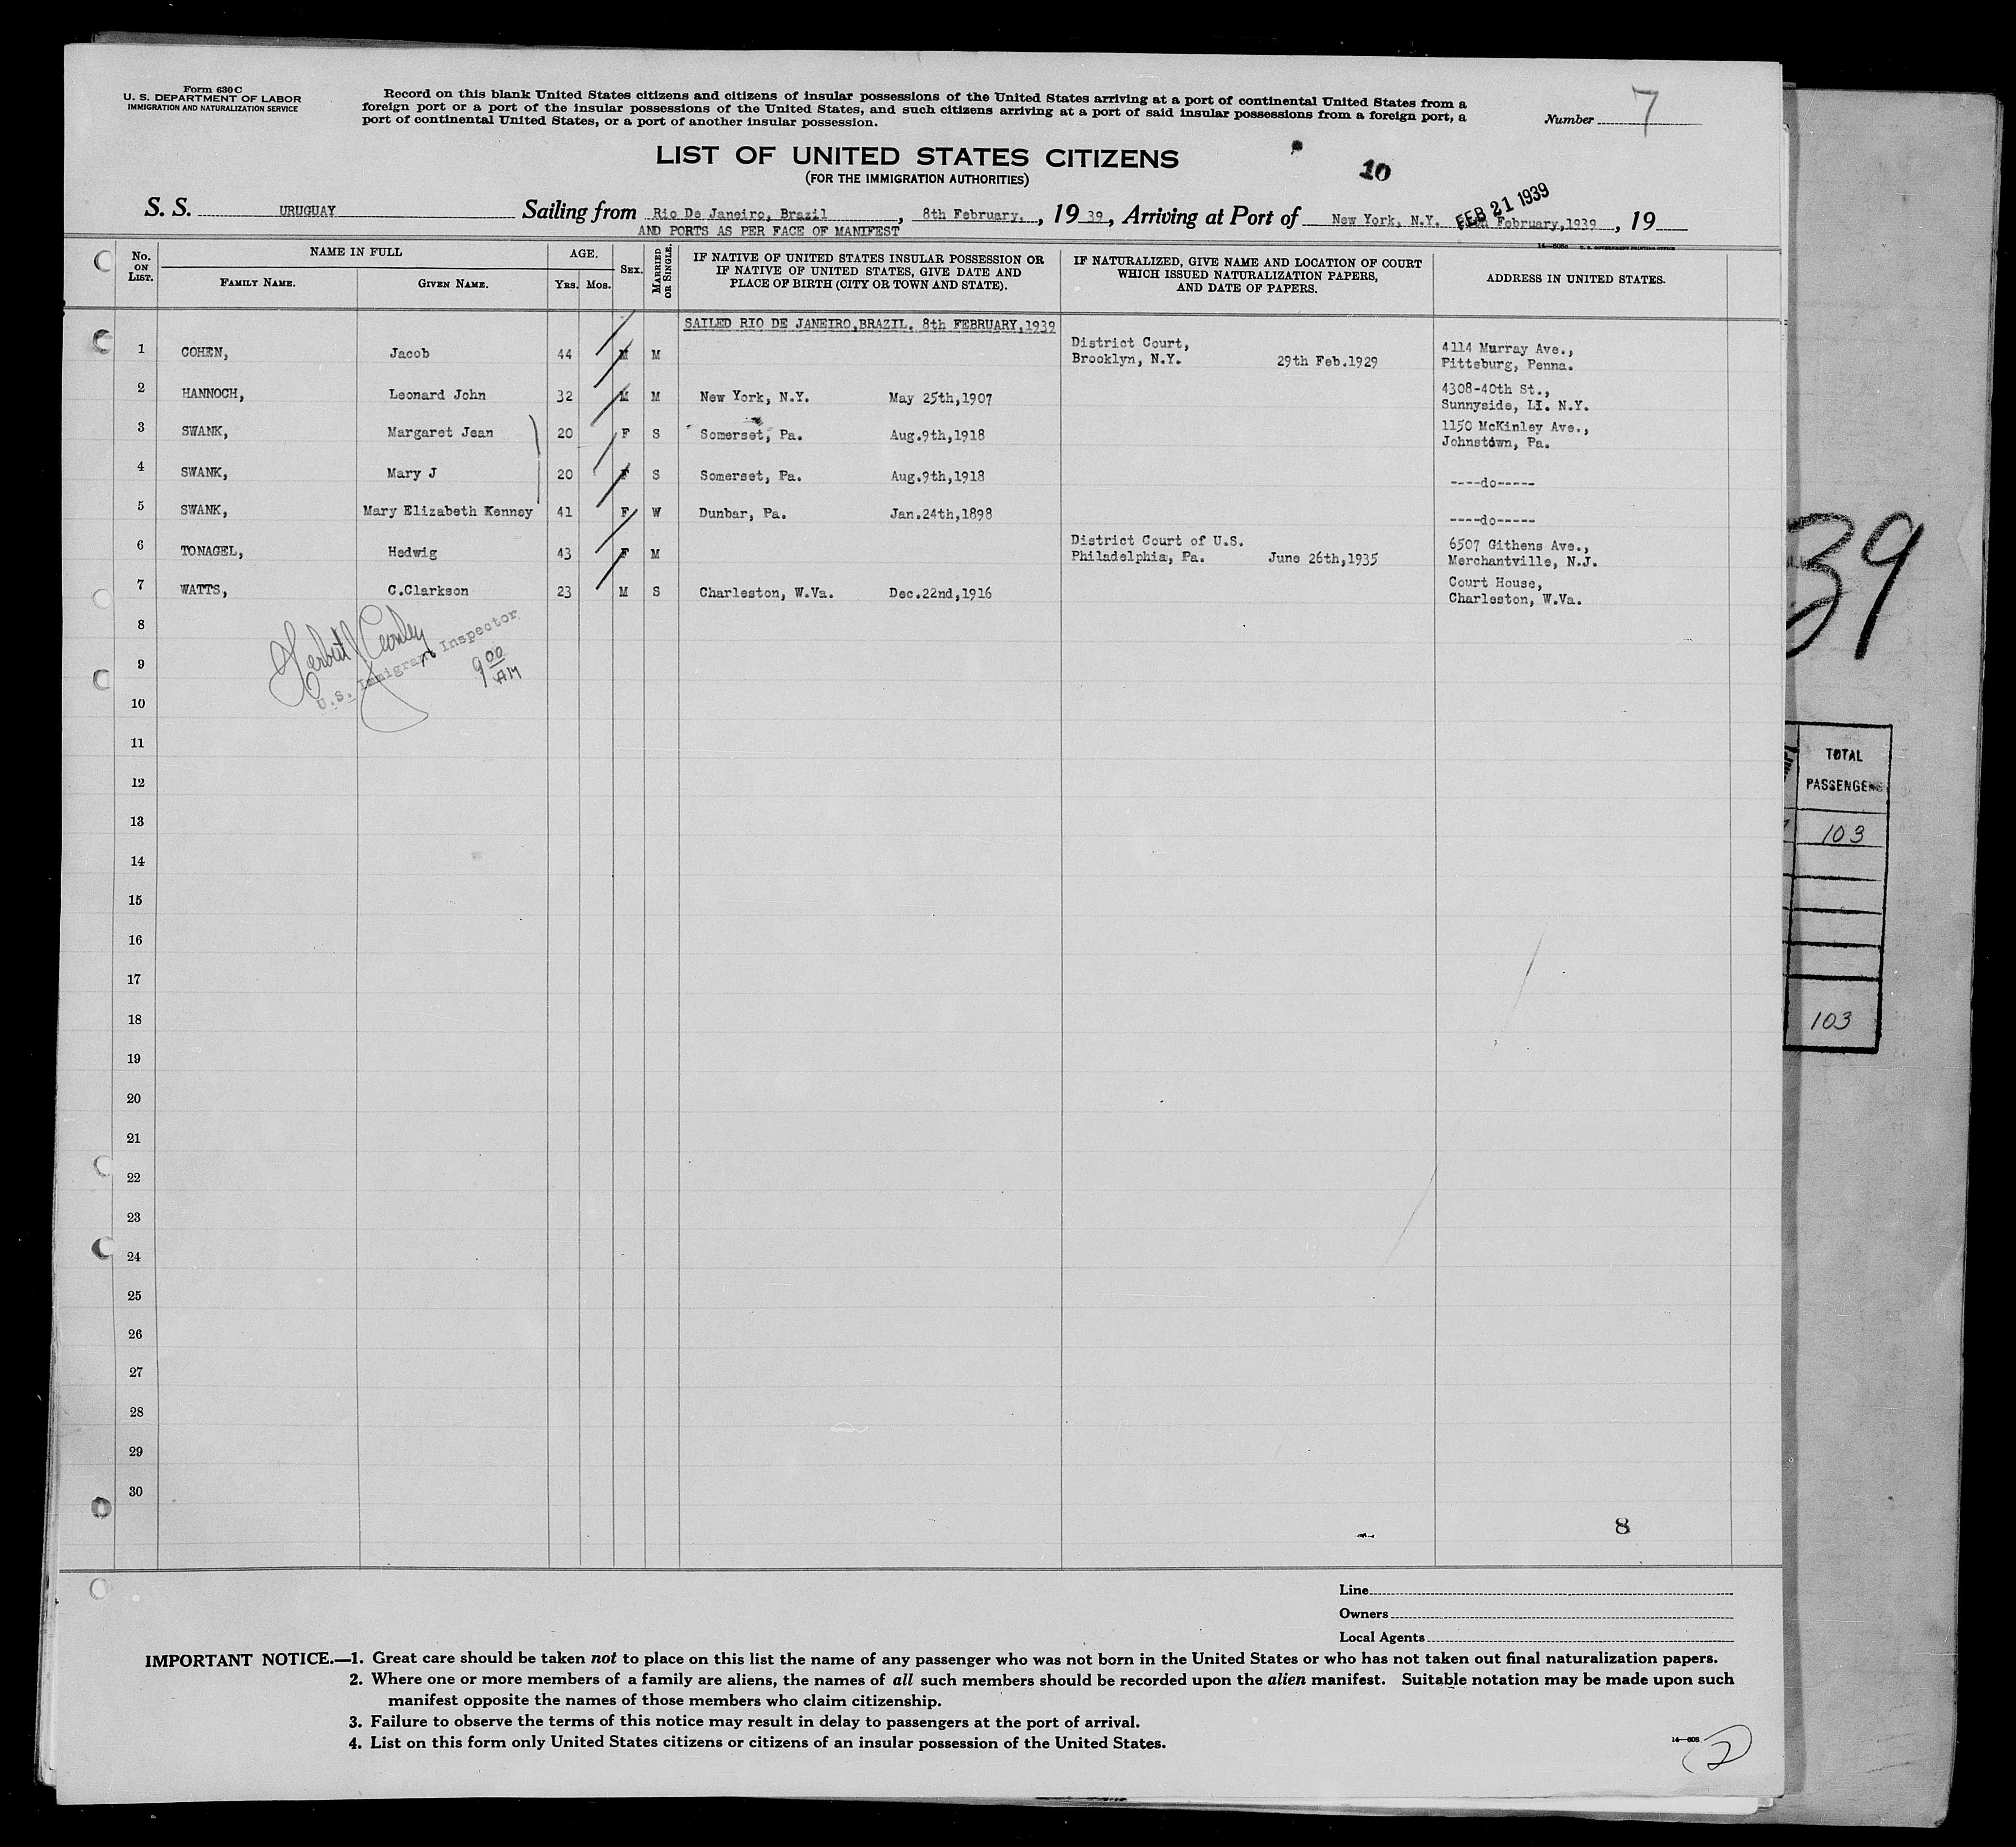 Form 630 C
U. S. DEPARTMENT OF LABOR
IMMIGRATION AND NATURALIZATION SERVICE
Record on this blank United States citizens and citizens of insular possessions of the United States arriving at a port of continental United States from a
foreign port or a port of the insular possessions of the United States, and such citizens arriving at a port of said insular possessions from a foreign port, a
port of continental United States, or a port of another insular possession.
Number 7
LIST OF UNITED STATES CITIZENS
(FOR THE IMMIGRATION AUTHORITIES)
10
S. S. URUGUAY Sailing from Rio De Janeiro, Brazil, 8th February, , 19 39, Arriving at Port of New York, N.Y. FEB 21 1939 February,1939, 19
AND PORTS AS PER FACE OF MANIFEST
No. ON LIST. NAME IN FULL AGE. SEX. MARRIED OR SINGLE. IF NATIVE OF UNITED STATES INSULAR POSSESSION OR IF NATIVE OF UNITED STATES, GIVE DATE AND PLACE OF BIRTH (CITY OR TOWN AND STATE). IF NATURALIZED, GIVE NAME AND LOCATION OF COURT WHICH ISSUED NATURALIZATION PAPERS, AND DATE OF PAPERS. ADDRESS IN UNITED STATES.
FAMILY NAME. GIVEN NAME. YRS. MOS.
SAILED RIO DE JANEIRO,BRAZIL. 8th FEBRUARY,1939
1 COHEN, Jacob 44 M M District Court, Brooklyn, N.Y. 29th Feb.1929 4114 Murray Ave., Pittsburg, Penna.
2 HANNOCH, Leonard John 32 M M New York, N.Y. May 25th,1907 4308-40th St., Sunnyside, LI. N.Y.
3 SWANK, Margaret Jean 20 F S Somerset, Pa. Aug.9th,1918 1150 McKinley Ave., Johnstown, Pa.
4 SWANK, Mary J 20 F S Somerset, Pa. Aug.9th,1918 ----do-----
5 SWANK, Mary Elizabeth Kenney 41 F W Dunbar, Pa. Jan.24th,1898 ----do-----
6 TONAGEL, Hedwig 43 F M District Court of U.S. Philadelphia, Pa. June 26th,1935 6507 Githens Ave., Merchantville, N.J.
7 WATTS, C.Clarkson 23 M S Charleston, W.Va. Dec.22nd,1916 Court House, Charleston, W.Va.
U.S. Immigrant Inspector
9 00 AM
8
9
10
11
12
13
14
15
16
17
18
19
20
21
22
23
24
25
26
27
28
29
30
8
Line
Owners
Local Agents
IMPORTANT NOTICE.—1. Great care should be taken not to place on this list the name of any passenger who was not born in the United States or who has not taken out final naturalization papers.
2. Where one or more members of a family are aliens, the names of all such members should be recorded upon the alien manifest. Suitable notation may be made upon such
manifest opposite the names of those members who claim citizenship.
3. Failure to observe the terms of this notice may result in delay to passengers at the port of arrival.
4. List on this form only United States citizens or citizens of an insular possession of the United States.
2
39
TOTAL
PASSENGERS
103
103